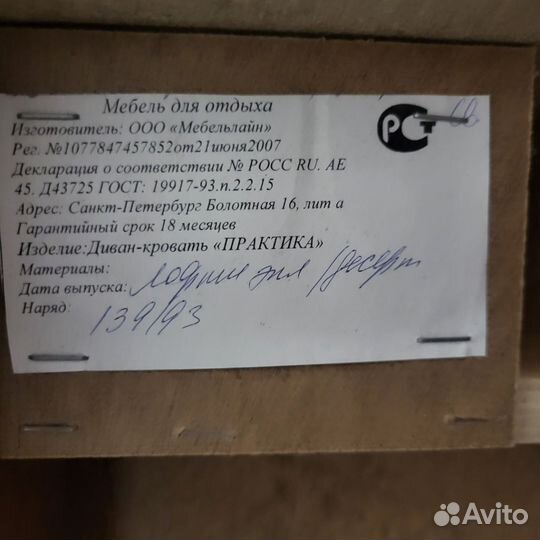 Мебель для отдыха
Изготовитель: ООО «Мебельлайн»
Рег. №1077847457852от21июня2007
Декларация о соответствии № РОСС RU. АЕ
45. Д43725 ГОСТ: 19917-93.п.2.2.15
Адрес: Санкт-Петербург Болотная 16, лит а
Гарантийный срок 18 месяцев
Изделие:Диван-кровать «ПРАКТИКА»
Материалы:
Дата выпуска:
Наряд: 139/93
РСТ
Avito